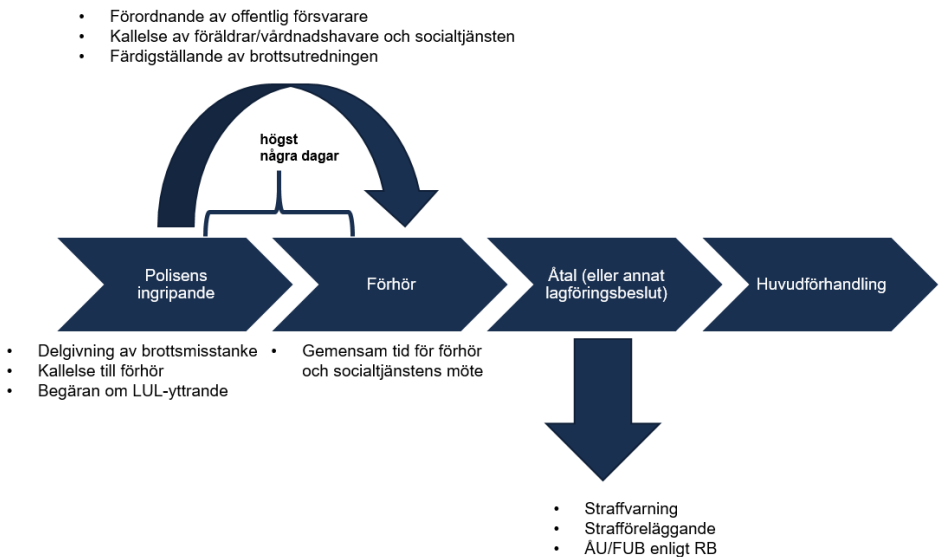 • Förordnande av offentlig försvarare
• Kallelse av föräldrar/vårdnadshavare och socialtjänsten
• Färdigställande av brottsutredningen
högst
några dagar
Polisens
ingripande
Förhör
Åtal (eller annat
lagföringsbeslut)
Huvudförhandling
• Delgivning av brottsmisstanke
• Kallelse till förhör
• Begäran om LUL-yttrande
• Gemensam tid för förhör
och socialtjänstens möte
• Straffvarning
• Strafföreläggande
• ÅU/FUB enligt RB